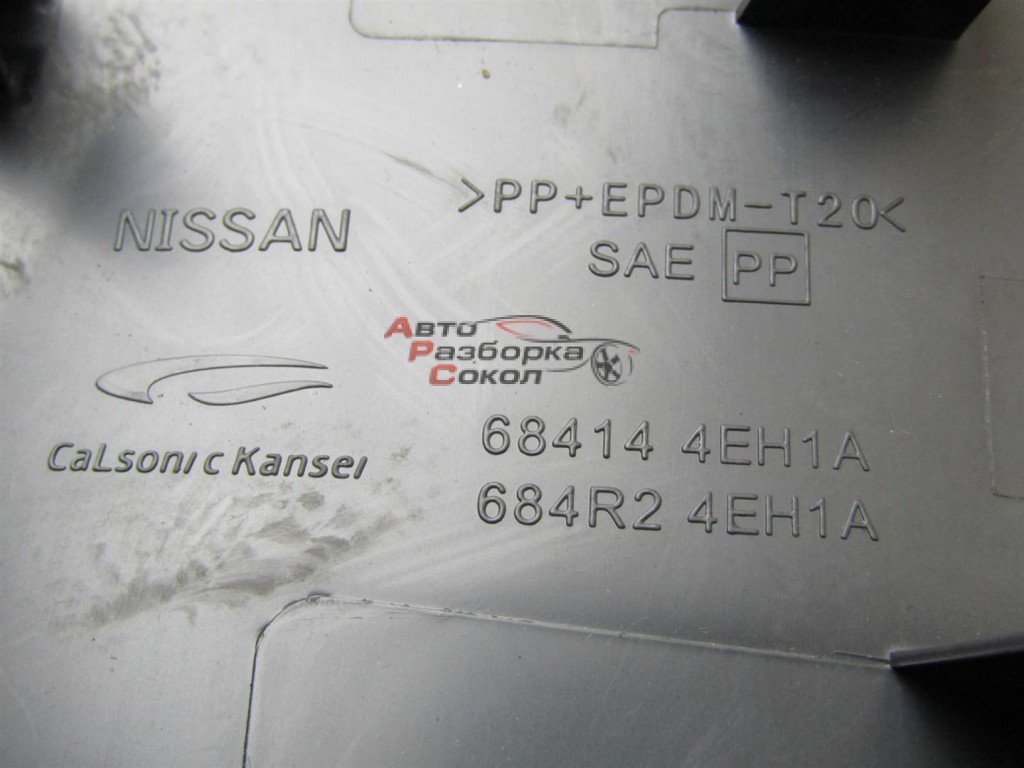 >PP+EPDM-T20<
NISSAN
SAE PP
Авто
Разборка
Сокол
CaLsonic Kansei
68414 4EH1A
684R2 4EH1A